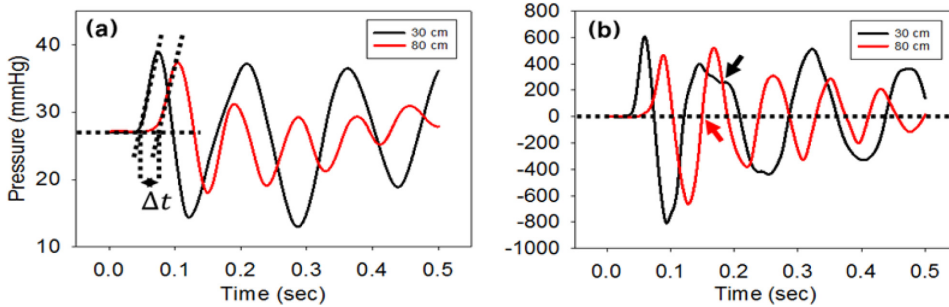 (a)
30 cm
80 cm
Pressure (mmHg)
40
30
20
10
Δt
0.0 0.1 0.2 0.3 0.4 0.5
Time (sec)
(b)
30 cm
80 cm
800
600
400
200
0
-200
-400
-600
-800
-1000
0.0 0.1 0.2 0.3 0.4 0.5
Time (sec)